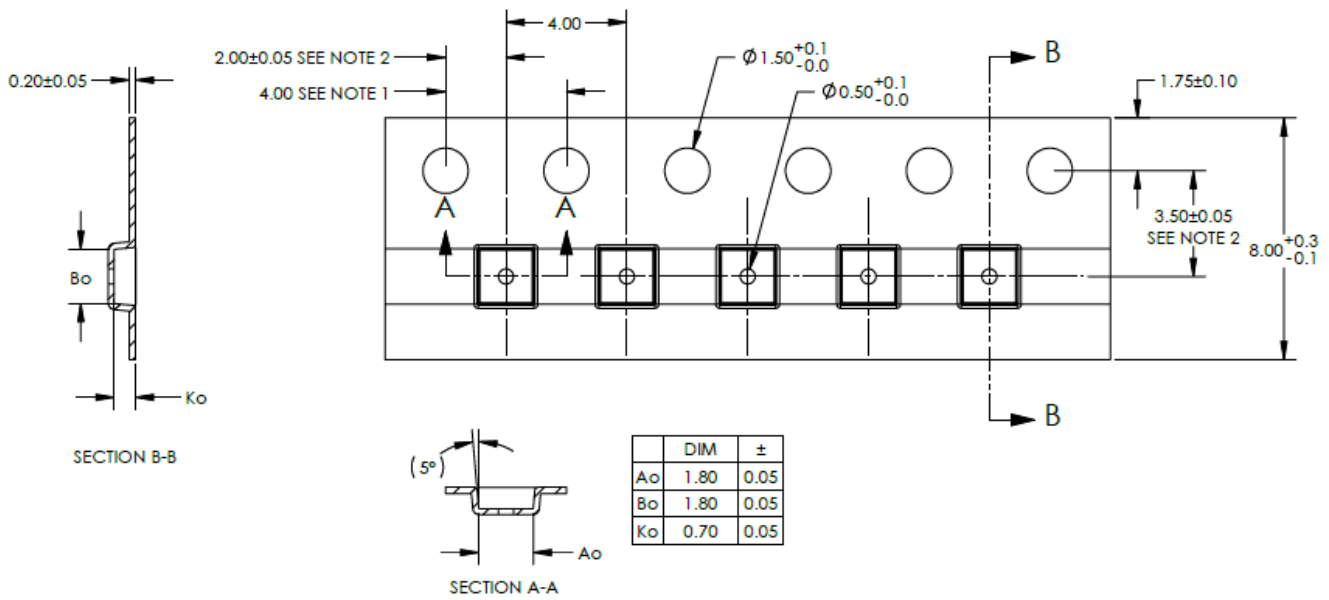 4.00
2.00±0.05 SEE NOTE 2
Ø1.50+0.1
-0.0
B
0.20±0.05
4.00 SEE NOTE 1
Ø0.50+0.1
-0.0
1.75±0.10
A
A
3.50±0.05
SEE NOTE 2
8.00+0.3
-0.1
Bo
Ko
B
SECTION B-B
(5°)
Ao
SECTION A-A
DIM ±
Ao 1.80 0.05
Bo 1.80 0.05
Ko 0.70 0.05